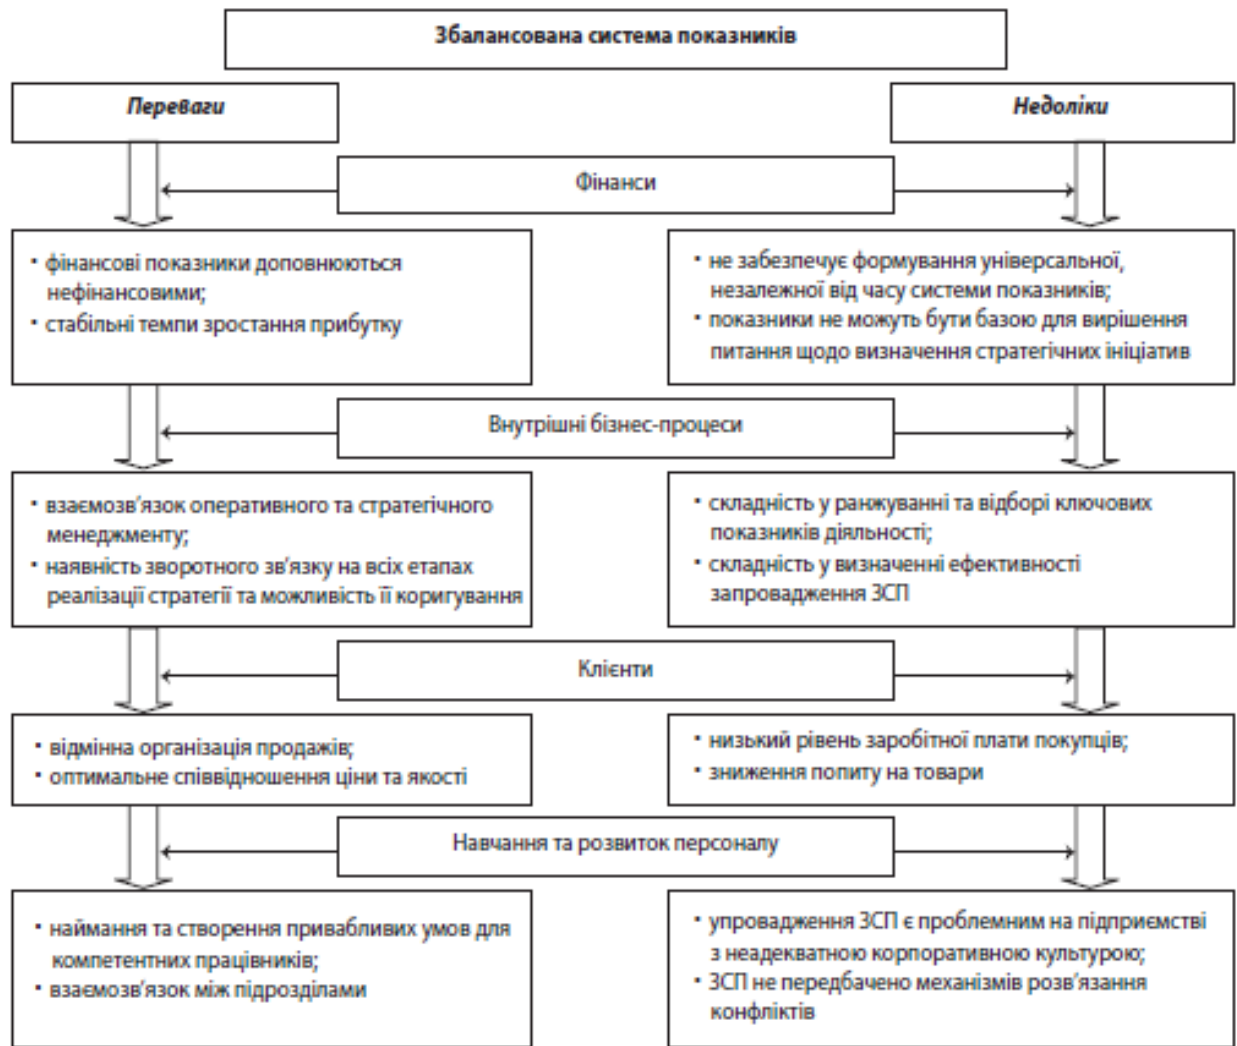 Збалансована система показників
Переваги
Недоліки
Фінанси
• фінансові показники доповнюються
нефінансовими;
• стабільні темпи зростання прибутку
• не забезпечує формування універсальної,
незалежної від часу системи показників;
• показники не можуть бути базою для вирішення
питання щодо визначення стратегічних ініціатив
Внутрішні бізнес-процеси
• взаємозв'язок оперативного та стратегічного
менеджменту;
• наявність зворотного зв'язку на всіх етапах
реалізації стратегії та можливість її коригування
• складність у ранжуванні та відборі ключових
показників діяльності;
• складність у визначенні ефективності
запровадження ЗСП
Клієнти
• відмінна організація продажів;
• оптимальне співвідношення ціни та якості
• низький рівень заробітної плати покупців;
• зниження попиту на товари
Навчання та розвиток персоналу
• наймання та створення привабливих умов для
компетентних працівників;
• взаємозв'язок між підрозділами
• упровадження ЗСП є проблемним на підприємстві
з неадекватною корпоративною культурою;
• ЗСП не передбачено механізмів розв'язання
конфліктів